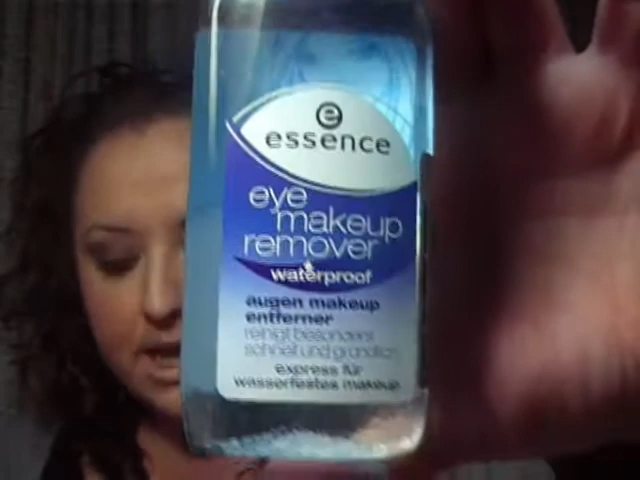 e
essence
eye
makeup
remover
waterproof
augen makeup
entferner
reinigt besonders
schnell und gründlich
express für
wasserfestes makeup